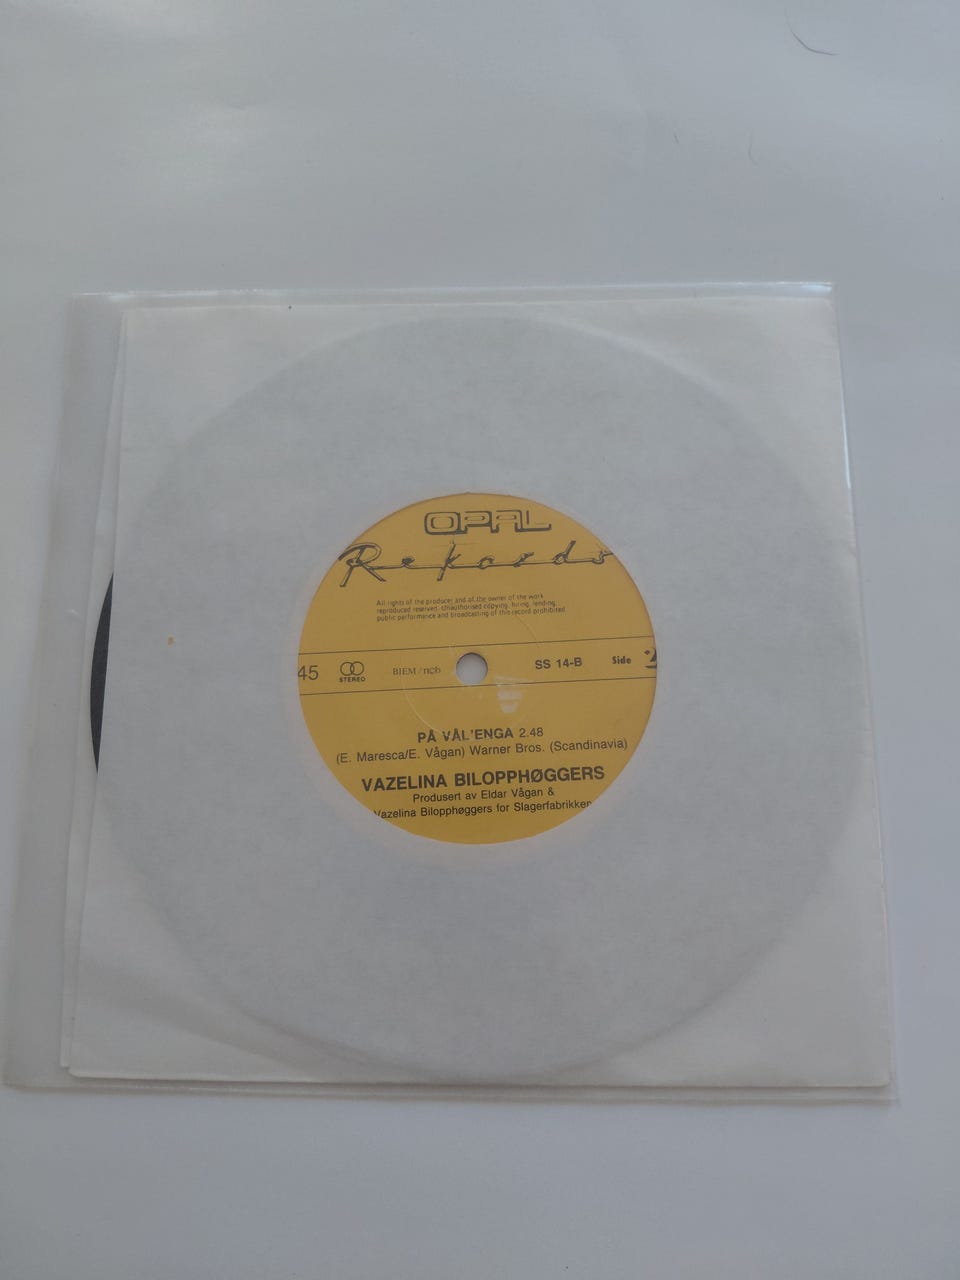 OPAL
Rekords
All rights of the producer and of the owner of the work
reproduced reserved. Unauthorised copying, hiring, lending,
public performance and broadcasting of this record prohibited
45 STEREO BIEM/ncb SS 14-B Side 2
PÅ VÅL'ENGA 2.48
(E. Maresca/E. Vågan) Warner Bros. (Scandinavia)
VAZELINA BILOPPHØGGERS
Produsert av Eldar Vågan &
Vazelina Bilopphøggers for Slagerfabrikken